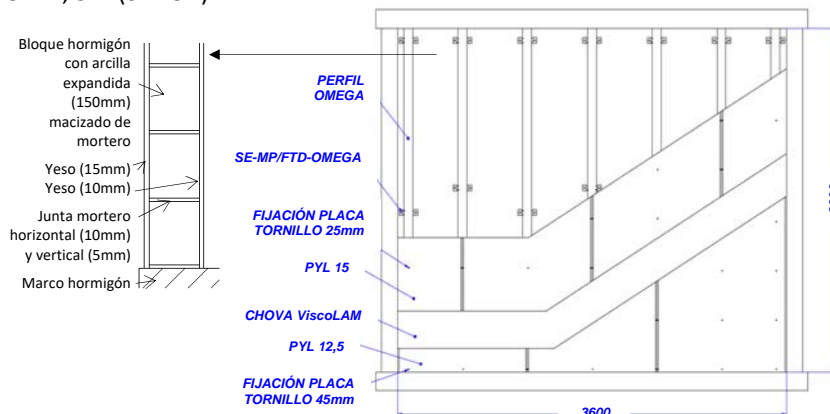 Bloque hormigón
con arcilla
expandida
(150mm)
macizado de
mortero
Yeso (15mm)
Yeso (10mm)
Junta mortero
horizontal (10mm)
y vertical (5mm)
Marco hormigón
PERFIL
OMEGA
SE-MP/FTD-OMEGA
FIJACIÓN PLACA
TORNILLO 25mm
PYL 15
CHOVA ViscoLAM
PYL 12,5
FIJACIÓN PLACA
TORNILLO 45mm
3600